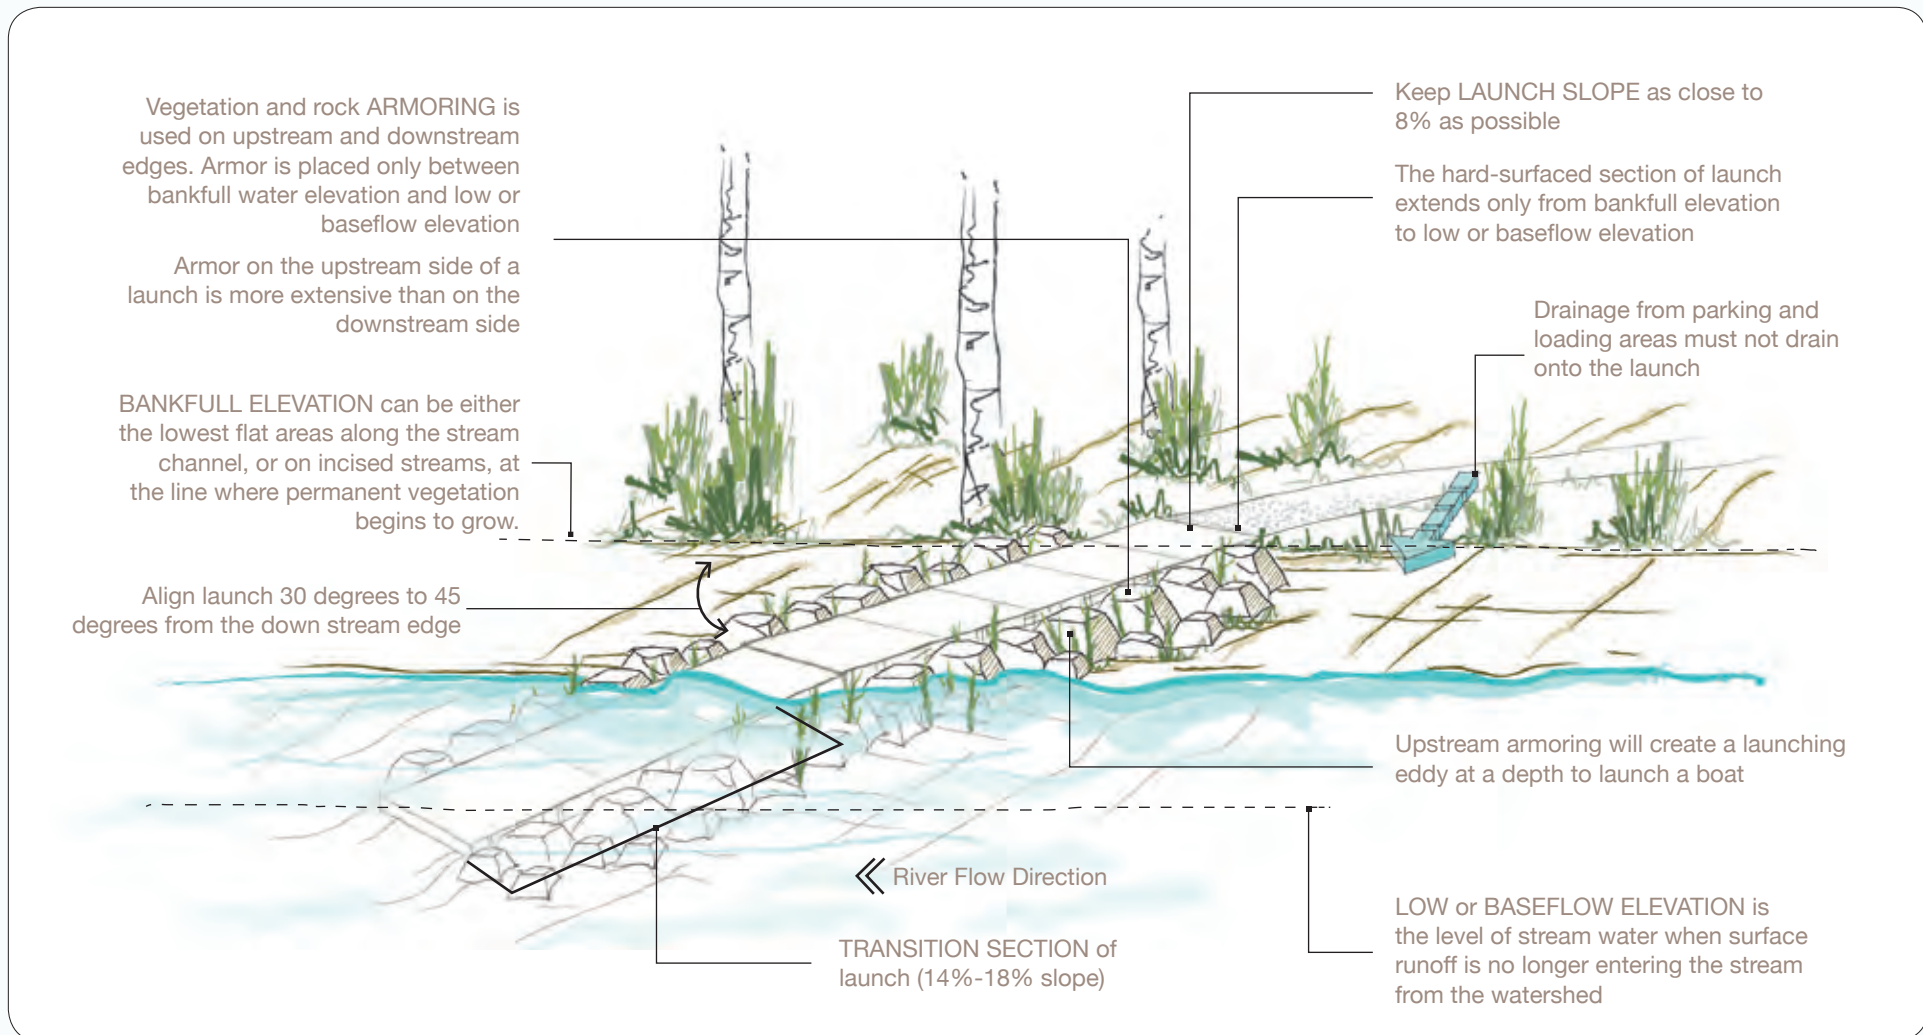 Vegetation and rock ARMORING is
used on upstream and downstream
edges. Armor is placed only between
bankfull water elevation and low or
baseflow elevation
Armor on the upstream side of a
launch is more extensive than on the
downstream side
BANKFULL ELEVATION can be either
the lowest flat areas along the stream
channel, or on incised streams, at
the line where permanent vegetation
begins to grow.
Align launch 30 degrees to 45
degrees from the down stream edge
Keep LAUNCH SLOPE as close to
8% as possible
The hard-surfaced section of launch
extends only from bankfull elevation
to low or baseflow elevation
Drainage from parking and
loading areas must not drain
onto the launch
Upstream armoring will create a launching
eddy at a depth to launch a boat
River Flow Direction
TRANSITION SECTION of
launch (14%-18% slope)
LOW or BASEFLOW ELEVATION is
the level of stream water when surface
runoff is no longer entering the stream
from the watershed